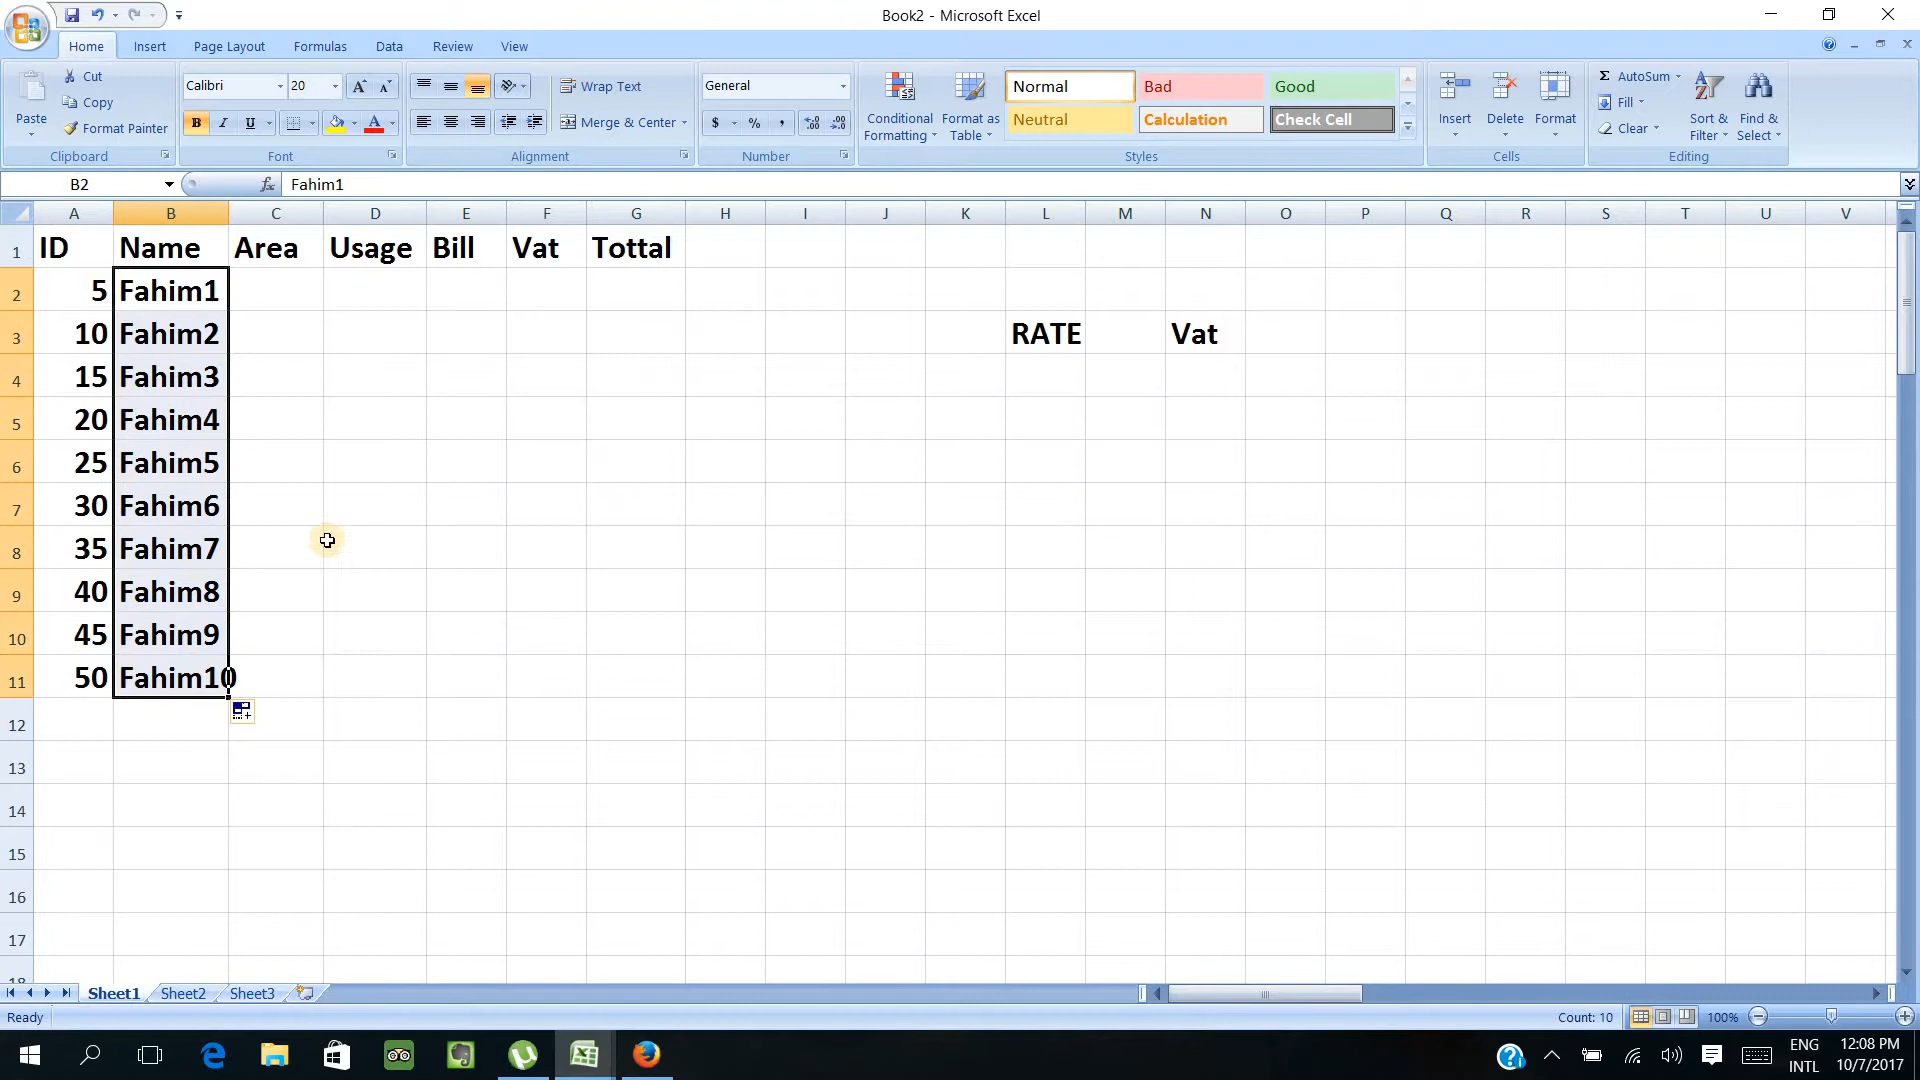 Book2 - Microsoft Excel
Home Insert Page Layout Formulas Data Review View
Paste
Cut
Copy
Format Painter
Clipboard
Calibri 20
B I U
Font
Wrap Text
Merge & Center
Alignment
General
$ % ,
Number
Conditional Formatting
Format as Table
Normal Bad Good
Neutral Calculation Check Cell
Styles
Insert Delete Format
Cells
Σ AutoSum
Fill
Clear
Sort & Filter
Find & Select
Editing
B2 fx Fahim1
A B C D E F G H I J K L M N O P Q R S T U V
1 ID Name Area Usage Bill Vat Tottal
2 5 Fahim1
3 10 Fahim2 RATE Vat
4 15 Fahim3
5 20 Fahim4
6 25 Fahim5
7 30 Fahim6
8 35 Fahim7
9 40 Fahim8
10 45 Fahim9
11 50 Fahim10
12
13
14
15
16
17
18
Sheet1 Sheet2 Sheet3
Ready Count: 10 100%
ENG
INTL
12:08 PM
10/7/2017